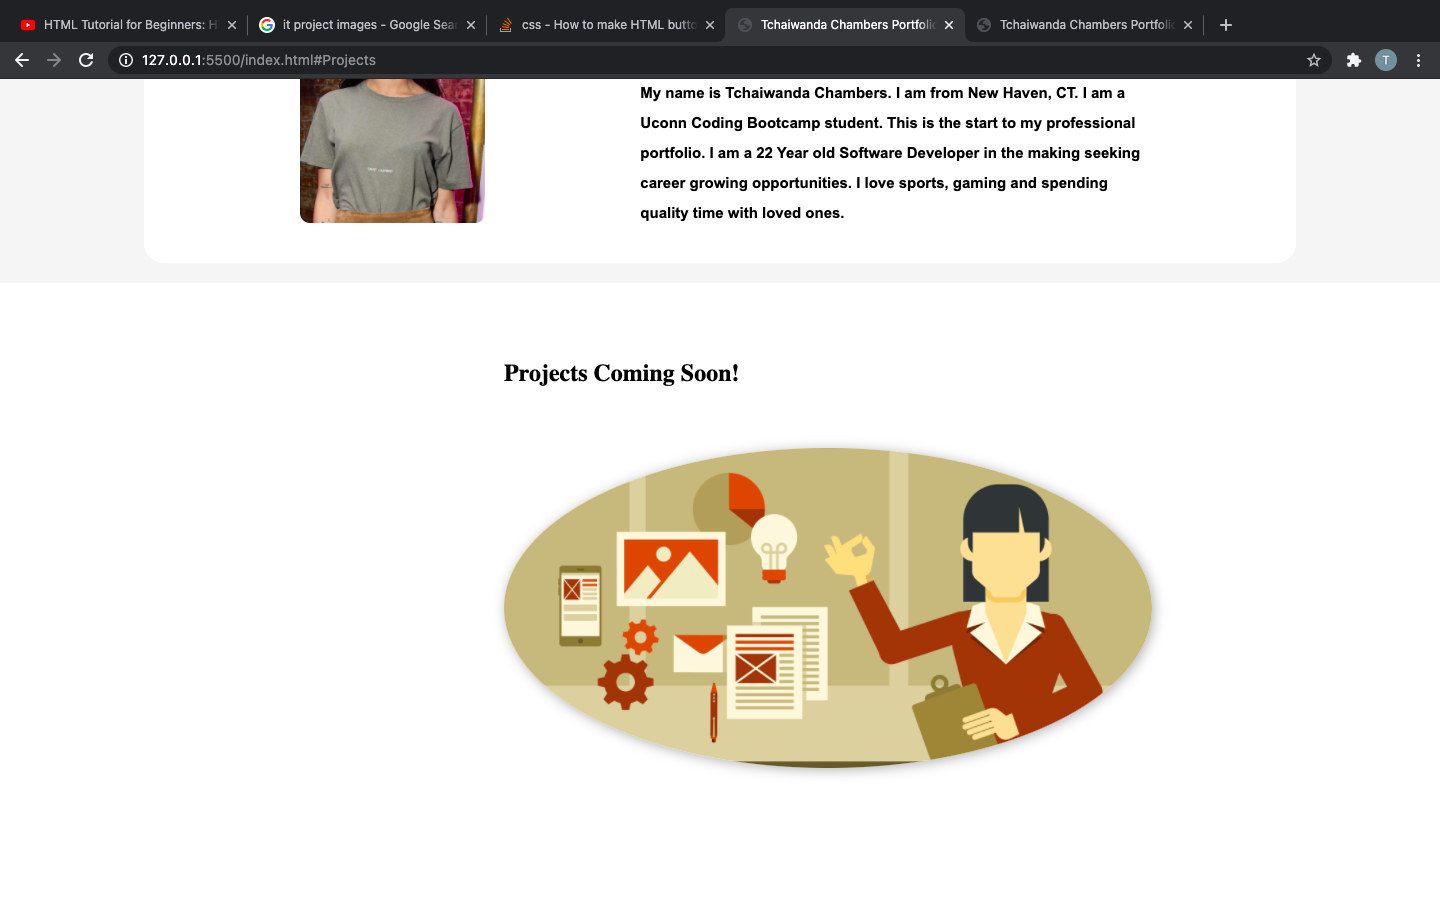 HTML Tutorial for Beginners: H
it project images - Google Sear
css - How to make HTML butto
Tchaiwanda Chambers Portfolio
Tchaiwanda Chambers Portfolio
127.0.0.1:5500/index.html#Projects
T
My name is Tchaiwanda Chambers. I am from New Haven, CT. I am a
Uconn Coding Bootcamp student. This is the start to my professional
portfolio. I am a 22 Year old Software Developer in the making seeking
career growing opportunities. I love sports, gaming and spending
quality time with loved ones.
Projects Coming Soon!